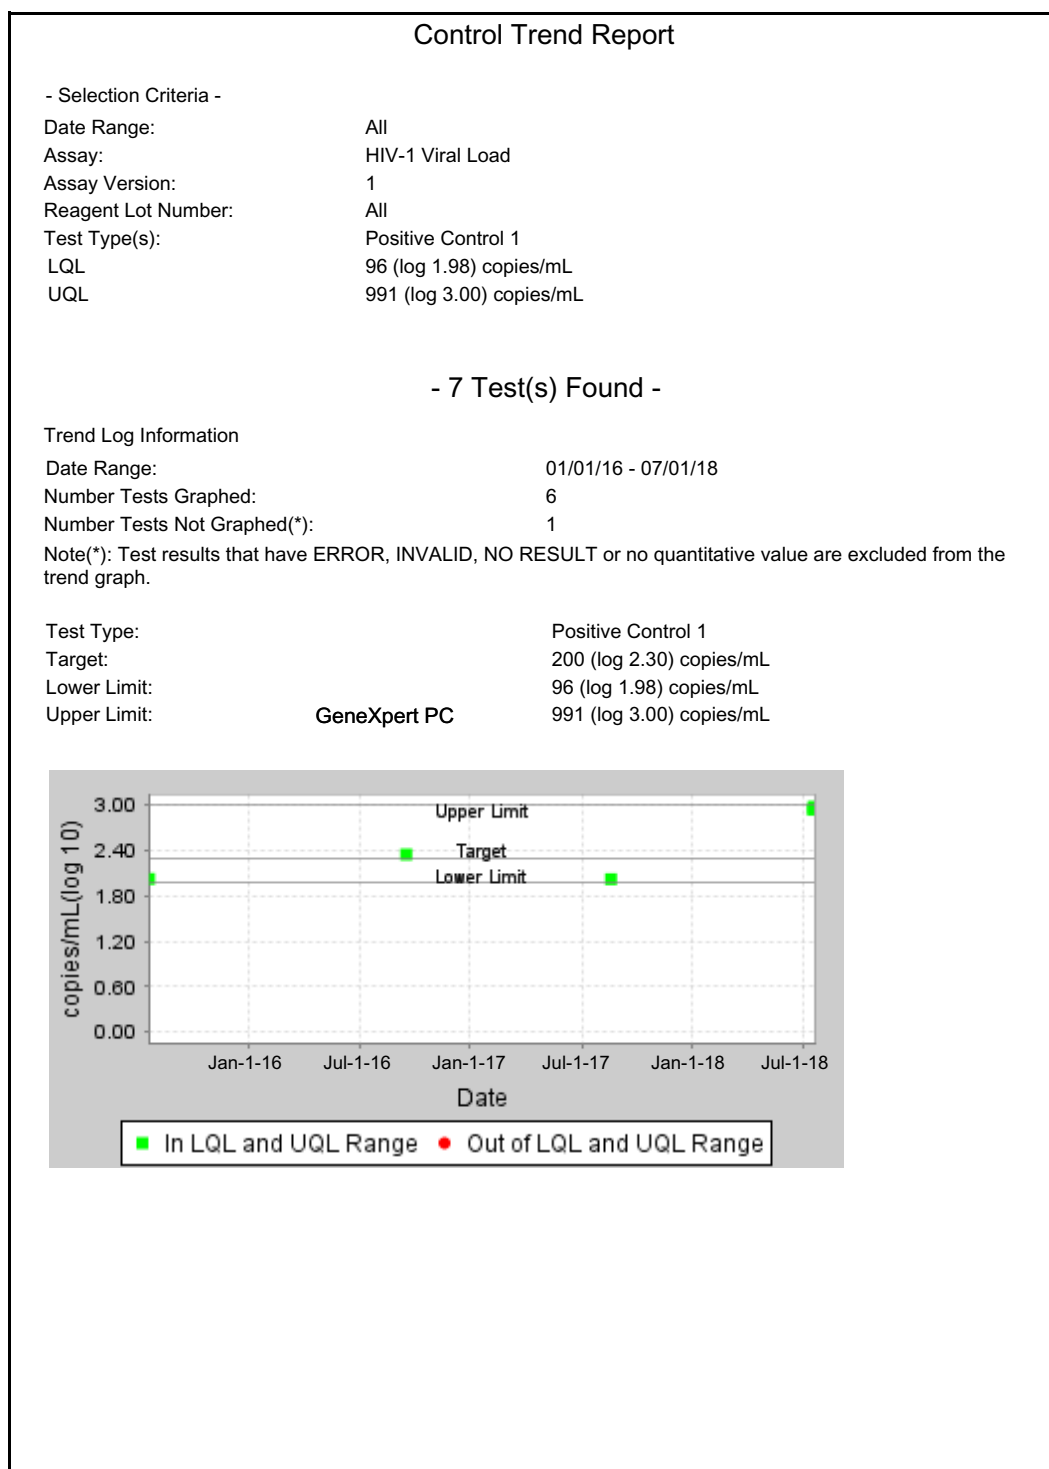 Control Trend Report
- Selection Criteria -
Date Range: All
Assay: HIV-1 Viral Load
Assay Version: 1
Reagent Lot Number: All
Test Type(s): Positive Control 1
LQL 96 (log 1.98) copies/mL
UQL 991 (log 3.00) copies/mL
- 7 Test(s) Found -
Trend Log Information
Date Range: 01/01/16 - 07/01/18
Number Tests Graphed: 6
Number Tests Not Graphed(*): 1
Note(*): Test results that have ERROR, INVALID, NO RESULT or no quantitative value are excluded from the
trend graph.
Test Type: Positive Control 1
Target: 200 (log 2.30) copies/mL
Lower Limit: 96 (log 1.98) copies/mL
Upper Limit: GeneXpert PC 991 (log 3.00) copies/mL
copies/mL(log 10)
3.00
Upper Limit
2.40
Target
Lower Limit
1.80
1.20
0.60
0.00
Jan-1-16 Jul-1-16 Jan-1-17 Jul-1-17 Jan-1-18 Jul-1-18
Date
In LQL and UQL Range Out of LQL and UQL Range